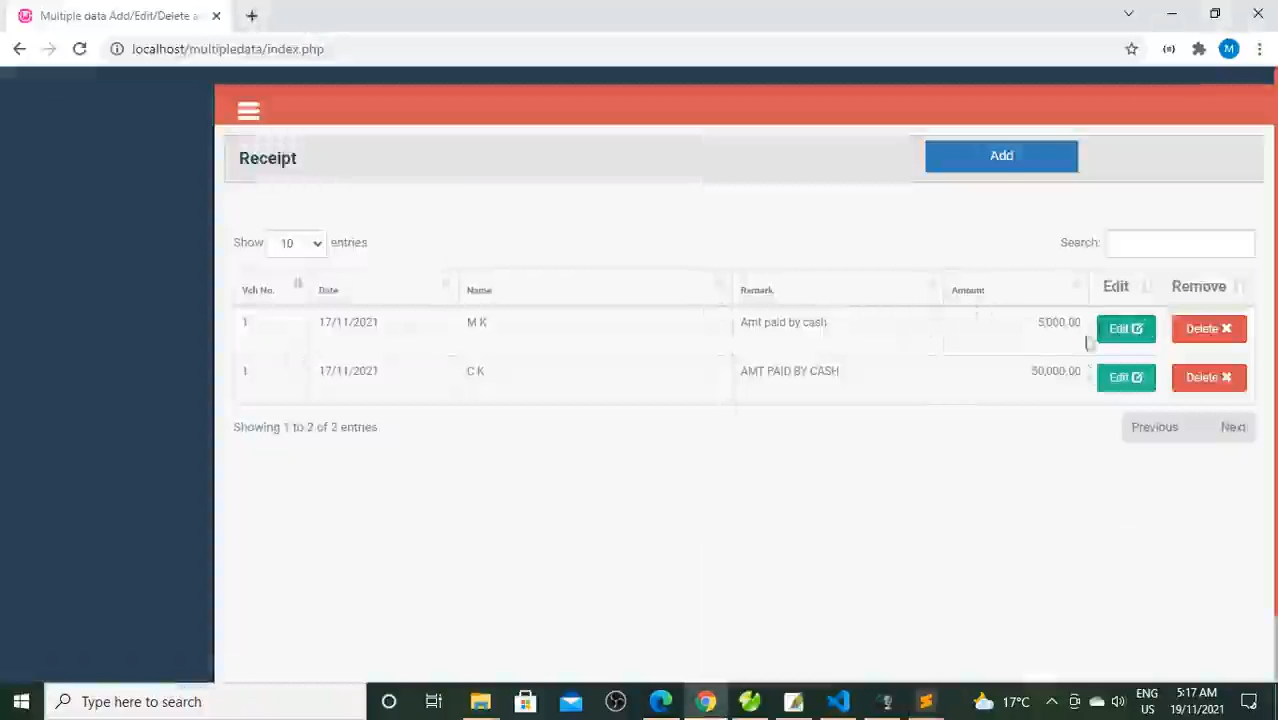 Multiple data Add/Edit/Delete a
localhost/multipledata/index.php
M
Receipt
Add
Show 10 entries
Search:
Vch No. Date Name Remark Amount Edit Remove
1 17/11/2021 M K Amt paid by cash 5,000.00 Edit Delete
1 17/11/2021 C K AMT PAID BY CASH 50,000.00 Edit Delete
Showing 1 to 2 of 2 entries
Previous Next
Type here to search
17°C
ENG
US
5:17 AM
19/11/2021